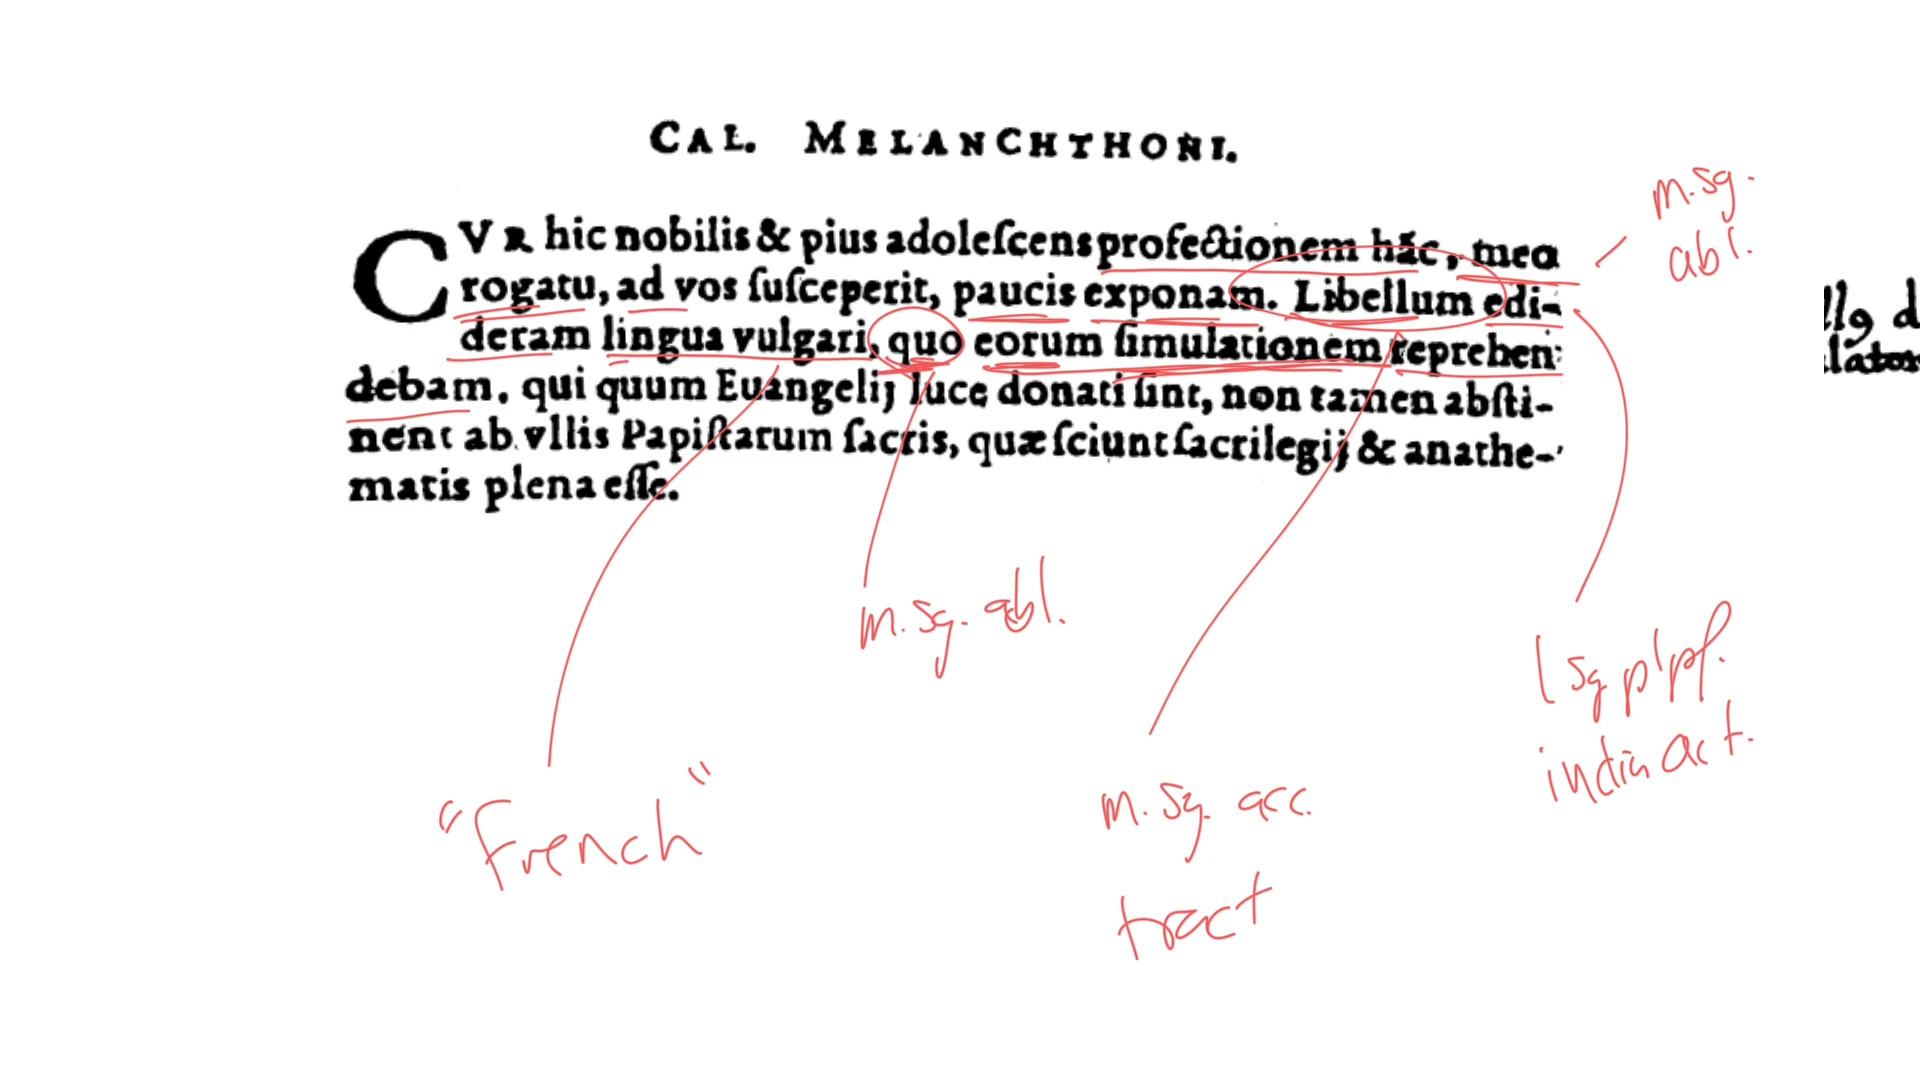 CAL. MELANCHTHONI.
CVR hic nobilis & pius adoleſcens profectionem hāc, mea
rogatu, ad vos ſuſceperit, paucis exponam. Libellum edi-
deram lingua vulgari, quo eorum ſimulationem reprehen-
debam, qui quum Euangelij luce donati ſint, non tamen abſti-
nent ab vllis Papiſtarum ſacris, quæ ſciunt ſacrilegij & anathe-
matis plena eſſe.
m. sg.
abl.
m. sg. abl.
1 sg plpf.
indic act.
"French"
m. sg. acc.
tract